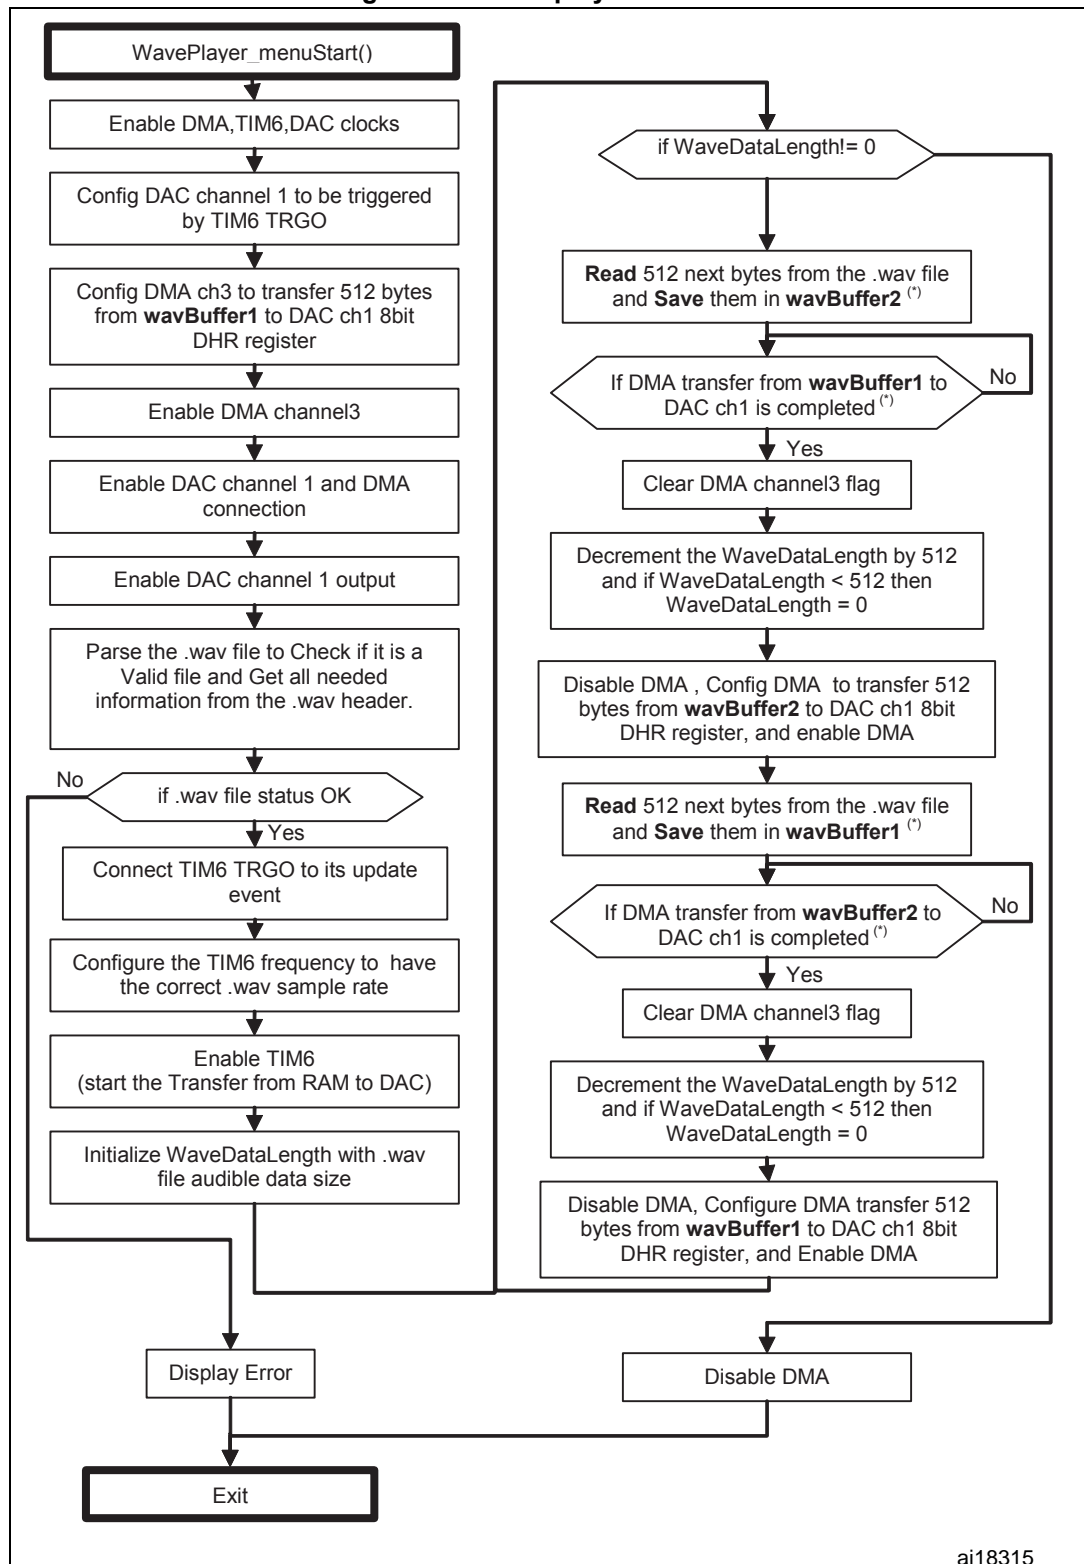 WavePlayer_menuStart()
Enable DMA,TIM6,DAC clocks
Config DAC channel 1 to be triggered
by TIM6 TRGO
Config DMA ch3 to transfer 512 bytes
from wavBuffer1 to DAC ch1 8bit
DHR register
Enable DMA channel3
Enable DAC channel 1 and DMA
connection
Enable DAC channel 1 output
Parse the .wav file to Check if it is a
Valid file and Get all needed
information from the .wav header.
No
if .wav file status OK
Yes
Connect TIM6 TRGO to its update
event
Configure the TIM6 frequency to have
the correct .wav sample rate
Enable TIM6
(start the Transfer from RAM to DAC)
Initialize WaveDataLength with .wav
file audible data size
Display Error
Exit
if WaveDataLength!= 0
Read 512 next bytes from the .wav file
and Save them in wavBuffer2 (*)
If DMA transfer from wavBuffer1 to
DAC ch1 is completed (*)
No
Yes
Clear DMA channel3 flag
Decrement the WaveDataLength by 512
and if WaveDataLength < 512 then
WaveDataLength = 0
Disable DMA , Config DMA to transfer 512
bytes from wavBuffer2 to DAC ch1 8bit
DHR register, and enable DMA
Read 512 next bytes from the .wav file
and Save them in wavBuffer1 (*)
If DMA transfer from wavBuffer2 to
DAC ch1 is completed (*)
No
Yes
Clear DMA channel3 flag
Decrement the WaveDataLength by 512
and if WaveDataLength < 512 then
WaveDataLength = 0
Disable DMA, Configure DMA transfer 512
bytes from wavBuffer1 to DAC ch1 8bit
DHR register, and Enable DMA
Disable DMA
ai18315